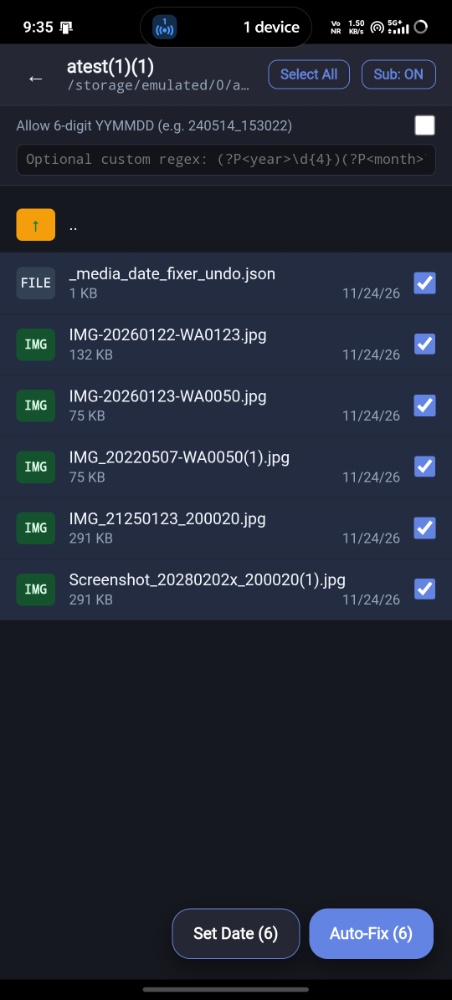 9:35
1
1 device
Vo NR 1.50 KB/s 5G+
← atest(1)(1)
/storage/emulated/0/a…
Select All
Sub: ON
Allow 6-digit YYMMDD (e.g. 240514_153022)
Optional custom regex: (?P<year>\d{4})(?P<month>
↑ ..
FILE _media_date_fixer_undo.json
1 KB 11/24/26
IMG IMG-20260122-WA0123.jpg
132 KB 11/24/26
IMG IMG-20260123-WA0050.jpg
75 KB 11/24/26
IMG IMG_20220507-WA0050(1).jpg
75 KB 11/24/26
IMG IMG_21250123_200020.jpg
291 KB 11/24/26
IMG Screenshot_20280202x_200020(1).jpg
291 KB 11/24/26
Set Date (6)
Auto-Fix (6)